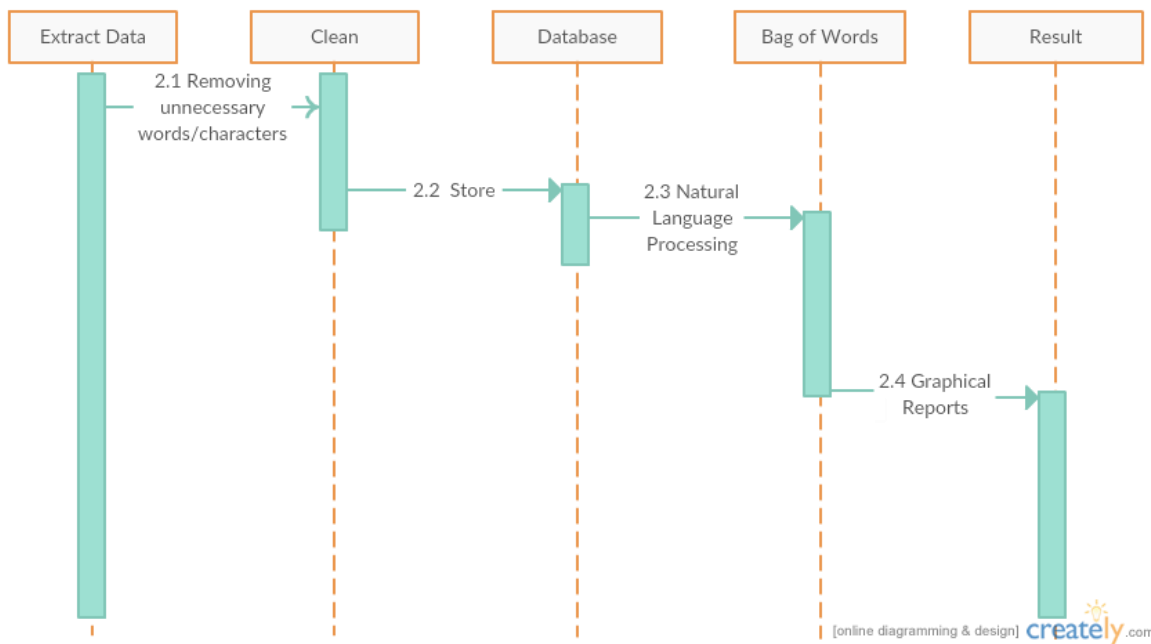 Extract Data
Clean
Database
Bag of Words
Result
2.1 Removing
unnecessary
words/characters
2.2 Store
2.3 Natural
Language
Processing
2.4 Graphical
Reports
[online diagramming & design] creately.com